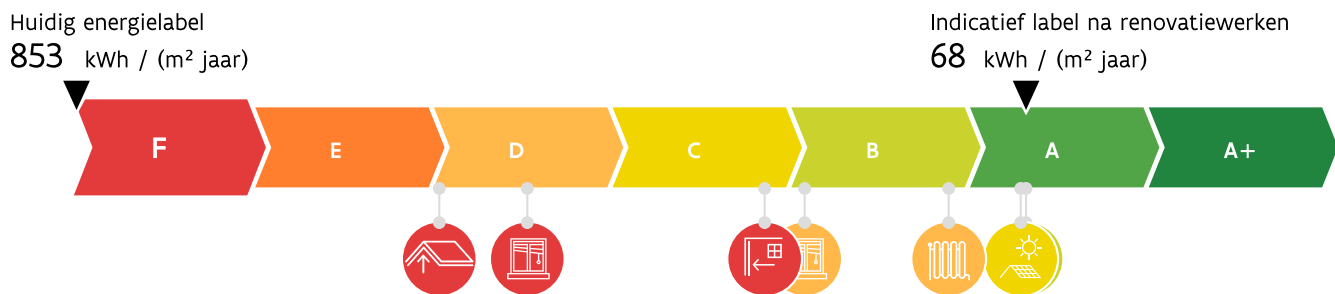 Huidig energielabel
853 kWh / (m² jaar)
Indicatief label na renovatiewerken
68 kWh / (m² jaar)
F E D C B A A+